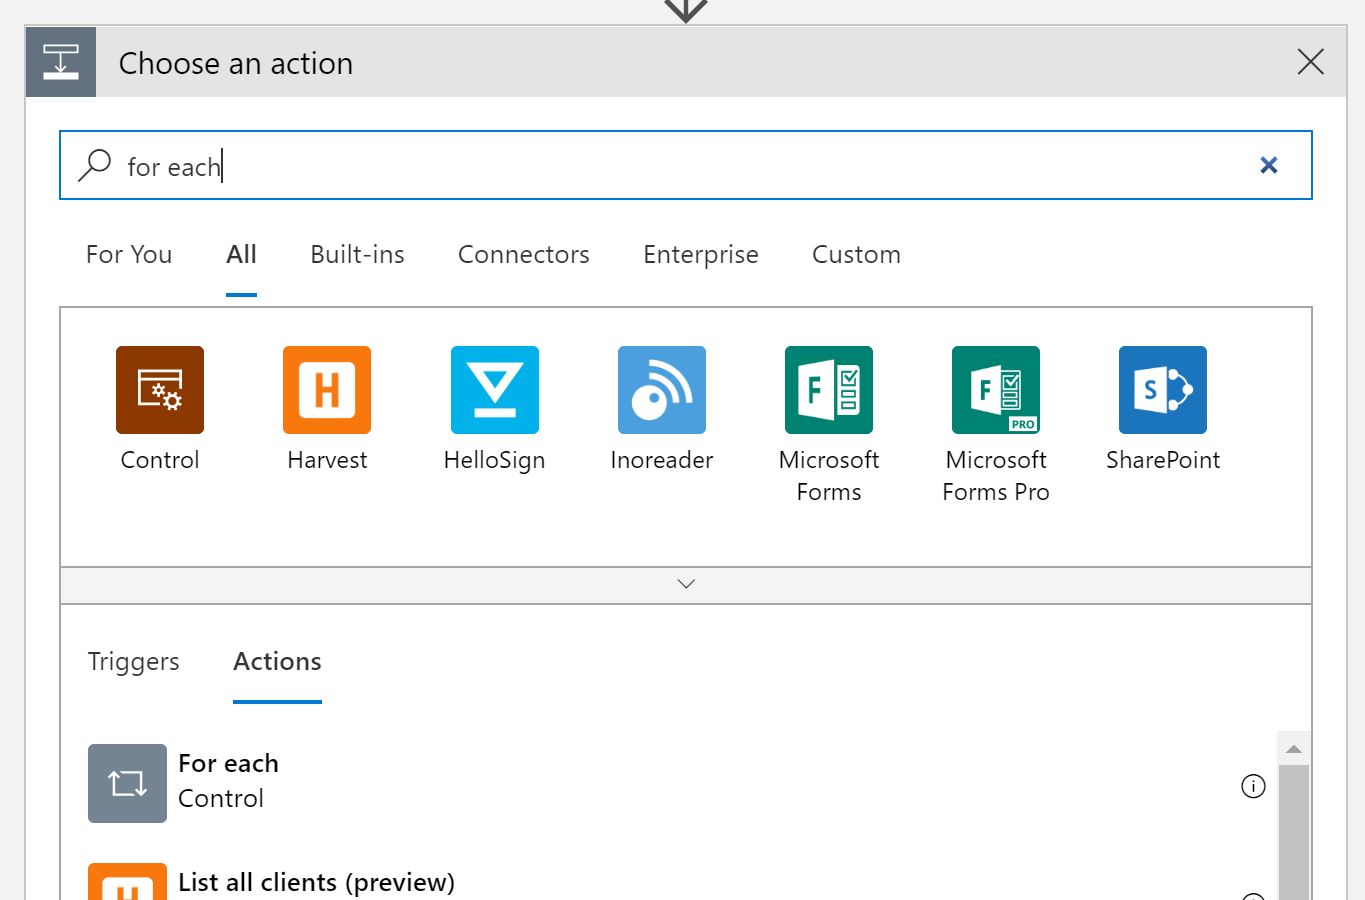 Choose an action
for each
For You All Built-ins Connectors Enterprise Custom
H
F
F
PRO
S
Control Harvest HelloSign Inoreader Microsoft Forms Microsoft Forms Pro SharePoint
Triggers Actions
For each
Control
i
List all clients (preview)
H